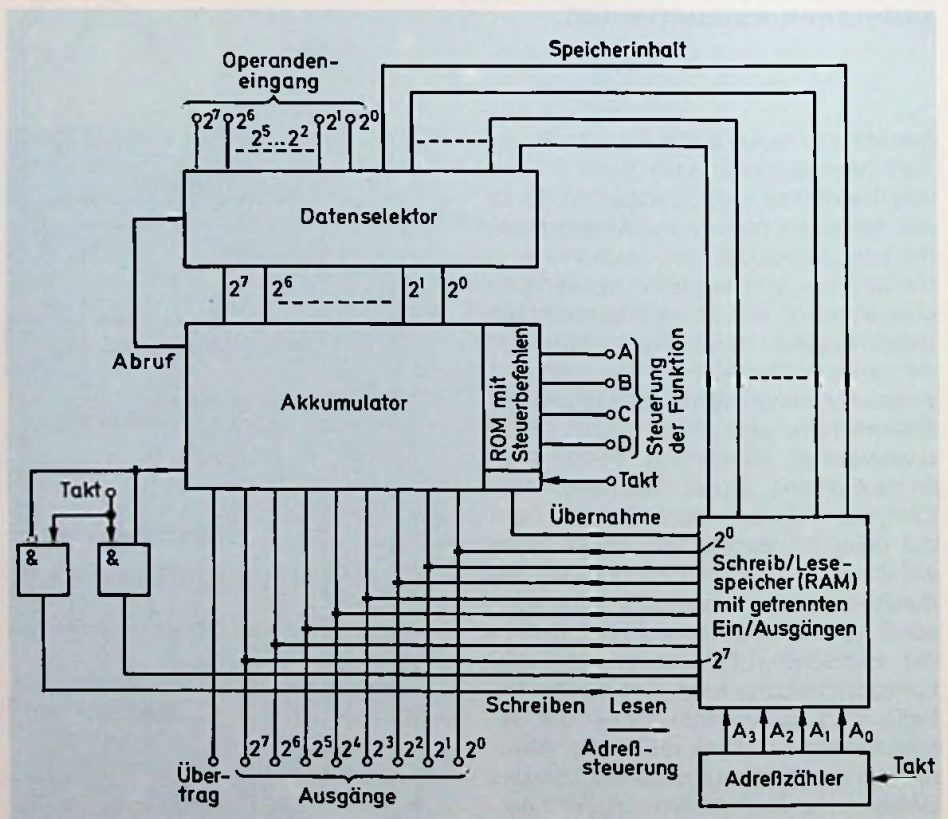 Speicherinhalt
Operanden-
eingang
2⁷ 2⁶ 2¹ 2⁰
2⁵...2²
Datenselektor
2⁷ 2⁶ 2¹ 2⁰
Abruf
Akkumulator
ROM mit
Steuerbefehlen
A
B
C
D
Steuerung
der Funktion
Takt
Takt
&
&
Übernahme
2⁰
Schreib/Lese-
speicher (RAM)
mit getrennten
Ein/Ausgängen
2⁷
Schreiben Lesen
Adreß-
steuerung
A₃ A₂ A₁ A₀
Adreßzähler
Takt
2⁷ 2⁶ 2⁵ 2⁴ 2³ 2² 2¹ 2⁰
Über-
trag
Ausgänge